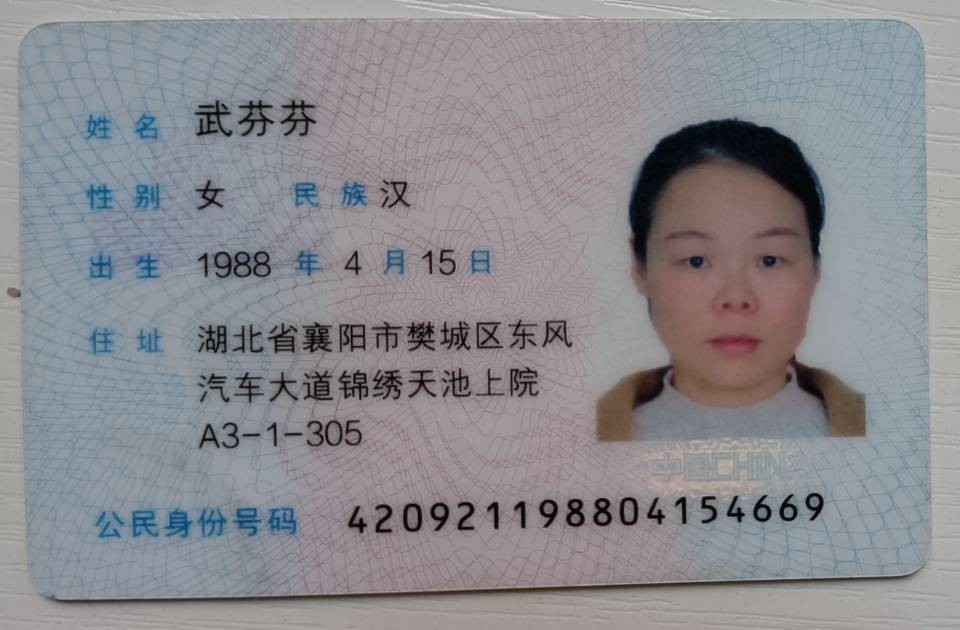 姓名 武芬芬
性别 女 民族 汉
出生 1988 年 4 月 15 日
住址 湖北省襄阳市樊城区东风
汽车大道锦绣天池上院
A3-1-305
中国CHINA
公民身份号码 420921198804154669